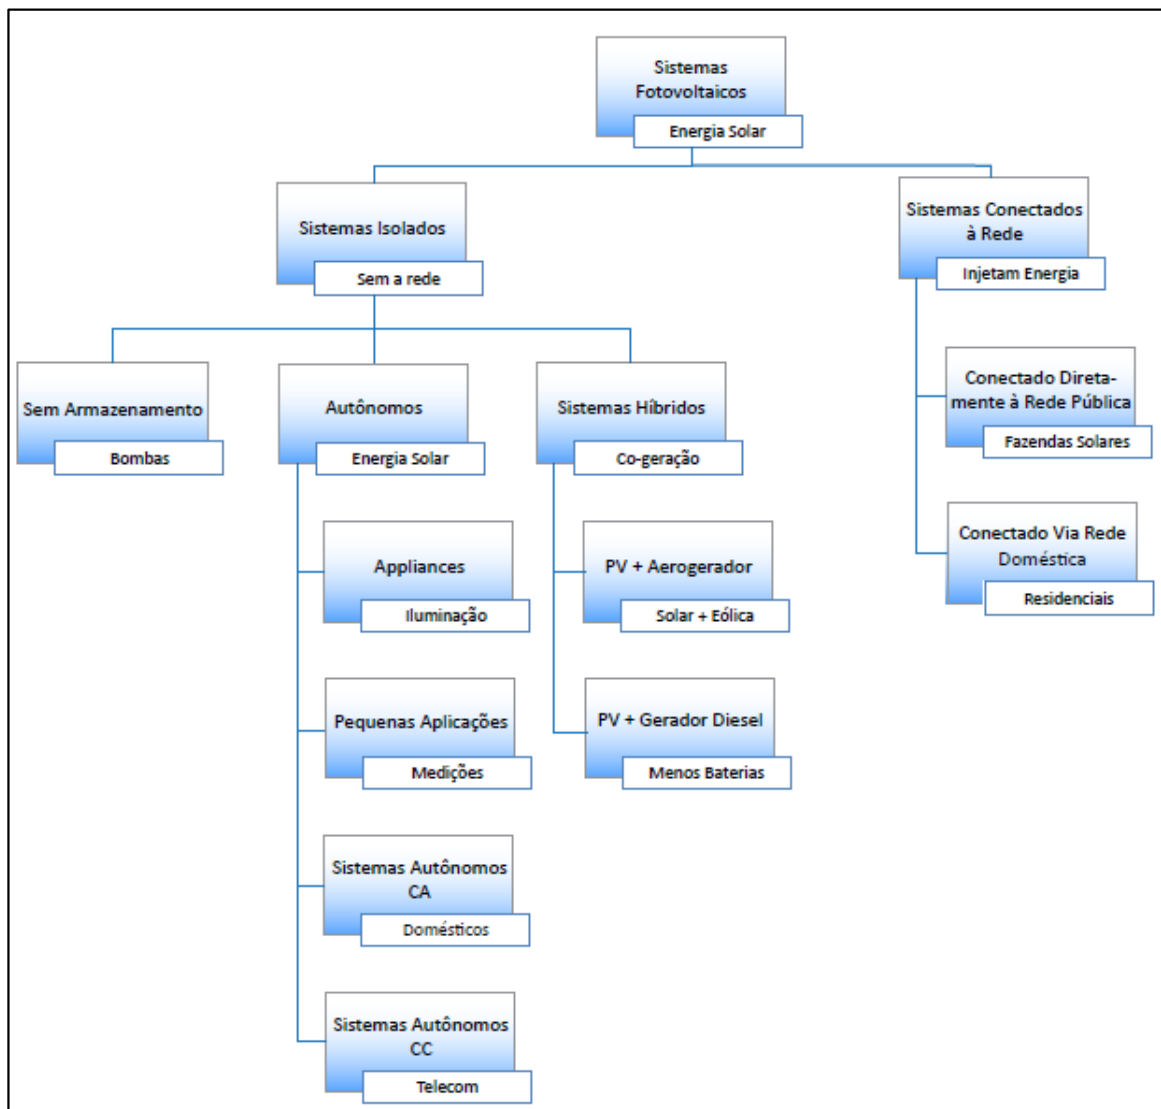 Sistemas
Fotovoltaicos
Energia Solar
Sistemas Isolados
Sem a rede
Sistemas Conectados
à Rede
Injetam Energia
Sem Armazenamento
Bombas
Autônomos
Energia Solar
Sistemas Híbridos
Co-geração
Conectado Direta-
mente à Rede Pública
Fazendas Solares
Appliances
Iluminação
PV + Aerogerador
Solar + Eólica
Conectado Via Rede
Doméstica
Residenciais
Pequenas Aplicações
Medições
PV + Gerador Diesel
Menos Baterias
Sistemas Autônomos
CA
Domésticos
Sistemas Autônomos
CC
Telecom